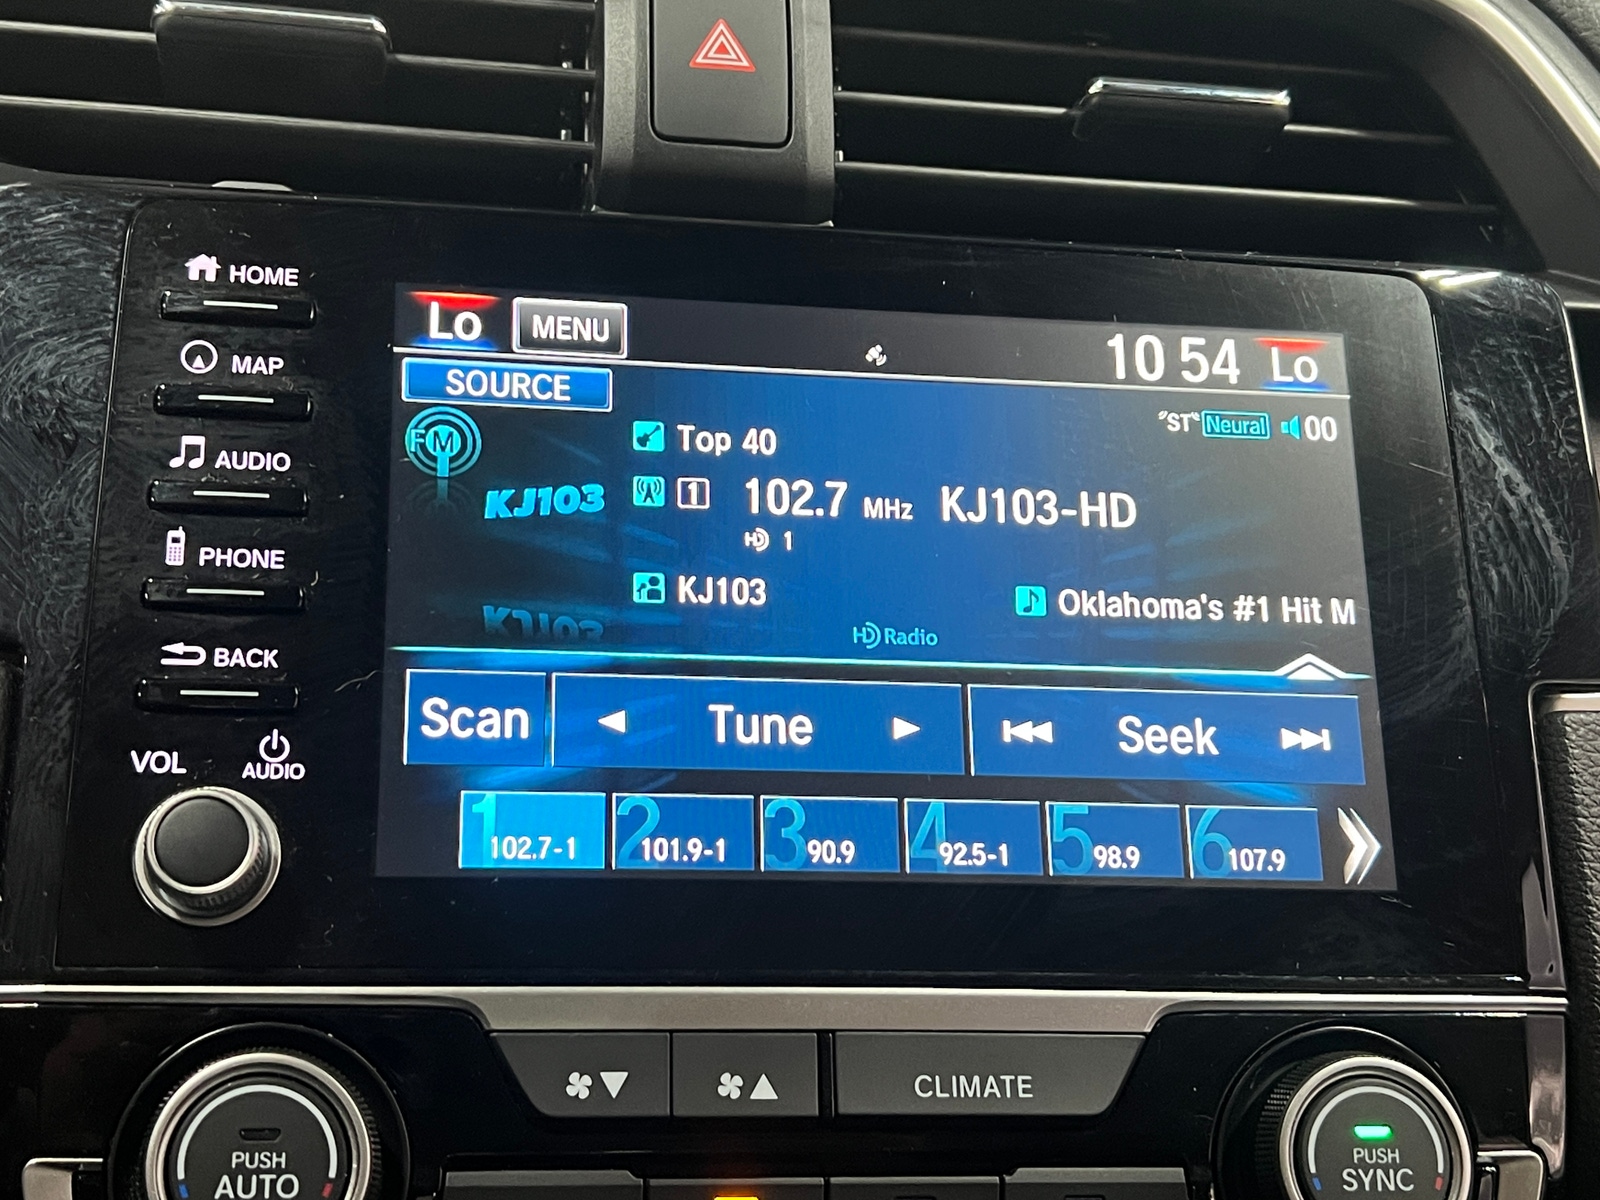 HOME
MAP
AUDIO
PHONE
BACK
VOL
AUDIO
Lo
MENU
10 54
Lo
SOURCE
"ST"
Neural
00
FM
Top 40
KJ103
1
102.7 MHz
KJ103-HD
HD 1
KJ103
Oklahoma's #1 Hit M
KJ103
HD Radio
Scan
Tune
Seek
1 102.7-1
2 101.9-1
3 90.9
4 92.5-1
5 98.9
6 107.9
CLIMATE
PUSH
AUTO
PUSH
SYNC